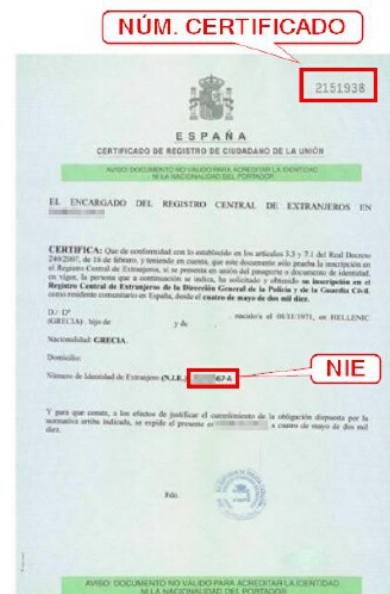 NÚM. CERTIFICADO
2151938
ESPAÑA
CERTIFICADO DE REGISTRO DE CIUDADANO DE LA UNIÓN
AVISO: DOCUMENTO NO VÁLIDO PARA ACREDITAR LA IDENTIDAD
NI LA NACIONALIDAD DEL PORTADOR
EL ENCARGADO DEL REGISTRO CENTRAL DE EXTRANJEROS EN
CERTIFICA: Que de conformidad con lo establecido en los artículos 3.3 y 7.1 del Real Decreto
240/2007, de 16 de febrero, y teniendo en cuenta, que este documento sólo prueba la inscripción en
el Registro Central de Extranjeros, si se presenta en unión del pasaporte o documento de identidad,
en vigor, la persona que a continuación se indica, ha solicitado y obtenido su inscripción en el
Registro Central de Extranjeros de la Dirección General de la Policía y de la Guardia Civil,
como residente comunitario en España, desde el cuatro de mayo de dos mil diez.
D./ Dª , nacido/a el 08/11/1971, en HELLENIC
(GRECIA), hijo de y de
Nacionalidad: GRECIA.
Domicilio:
Número de Identidad de Extranjero (N.I.E.) 67-A
NIE
Y para que conste, a los efectos de justificar el cumplimiento de la obligación dispuesta por la
normativa arriba indicada, se expide el presente en a cuatro de mayo de dos mil
diez.
Fdo.
AVISO: DOCUMENTO NO VÁLIDO PARA ACREDITAR LA IDENTIDAD
NI LA NACIONALIDAD DEL PORTADOR